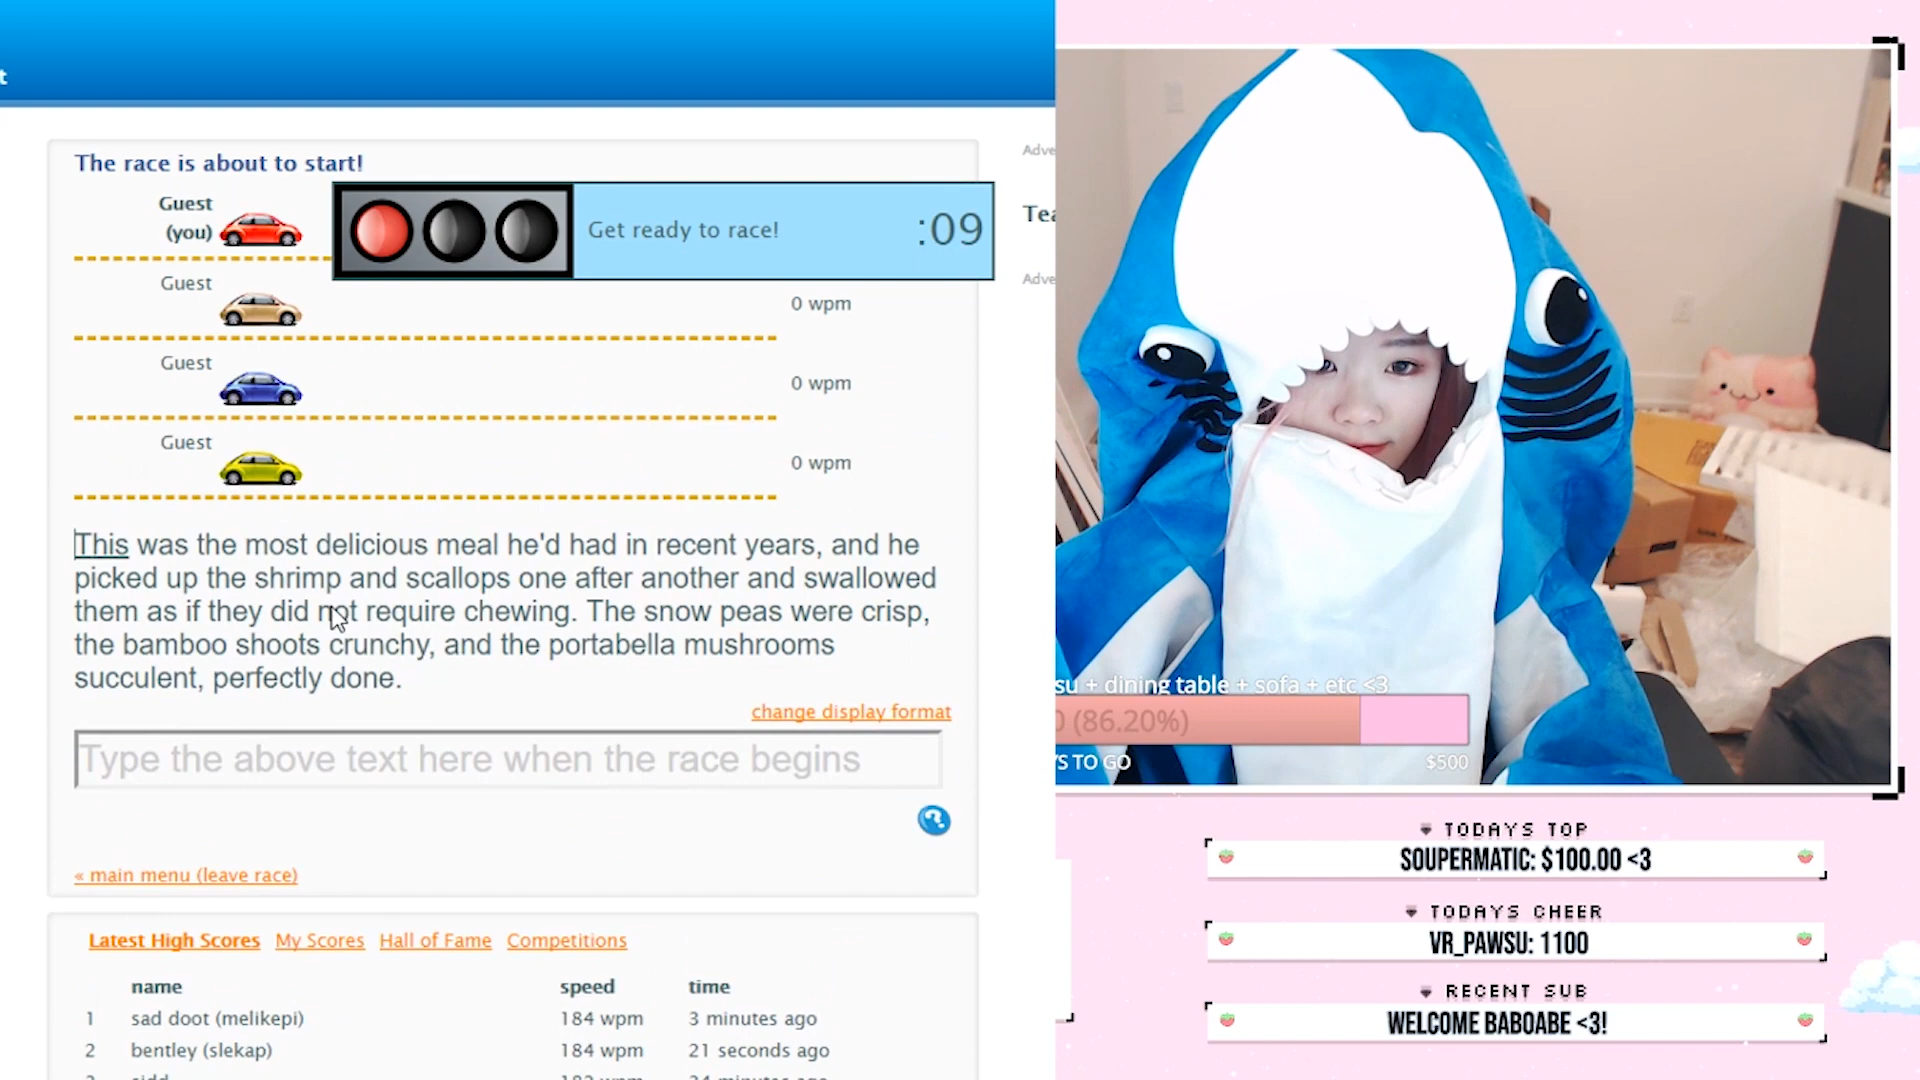 t
The race is about to start!
Guest
(you)
Get ready to race!
:09
Guest
0 wpm
Guest
0 wpm
Guest
0 wpm
This was the most delicious meal he'd had in recent years, and he
picked up the shrimp and scallops one after another and swallowed
them as if they did not require chewing. The snow peas were crisp,
the bamboo shoots crunchy, and the portabella mushrooms
succulent, perfectly done.
change display format
Type the above text here when the race begins
« main menu (leave race)
Latest High Scores My Scores Hall of Fame Competitions
name speed time
1 sad doot (melikepi) 184 wpm 3 minutes ago
2 bentley (slekap) 184 wpm 21 seconds ago
Adve
Tea
Adve
su + dining table + sofa + etc <3
0 (86.20%)
YS TO GO
$500
TODAYS TOP
SOUPERMATIC: $100.00 <3
TODAYS CHEER
VR_PAWSU: 1100
RECENT SUB
WELCOME BABOABE <3!